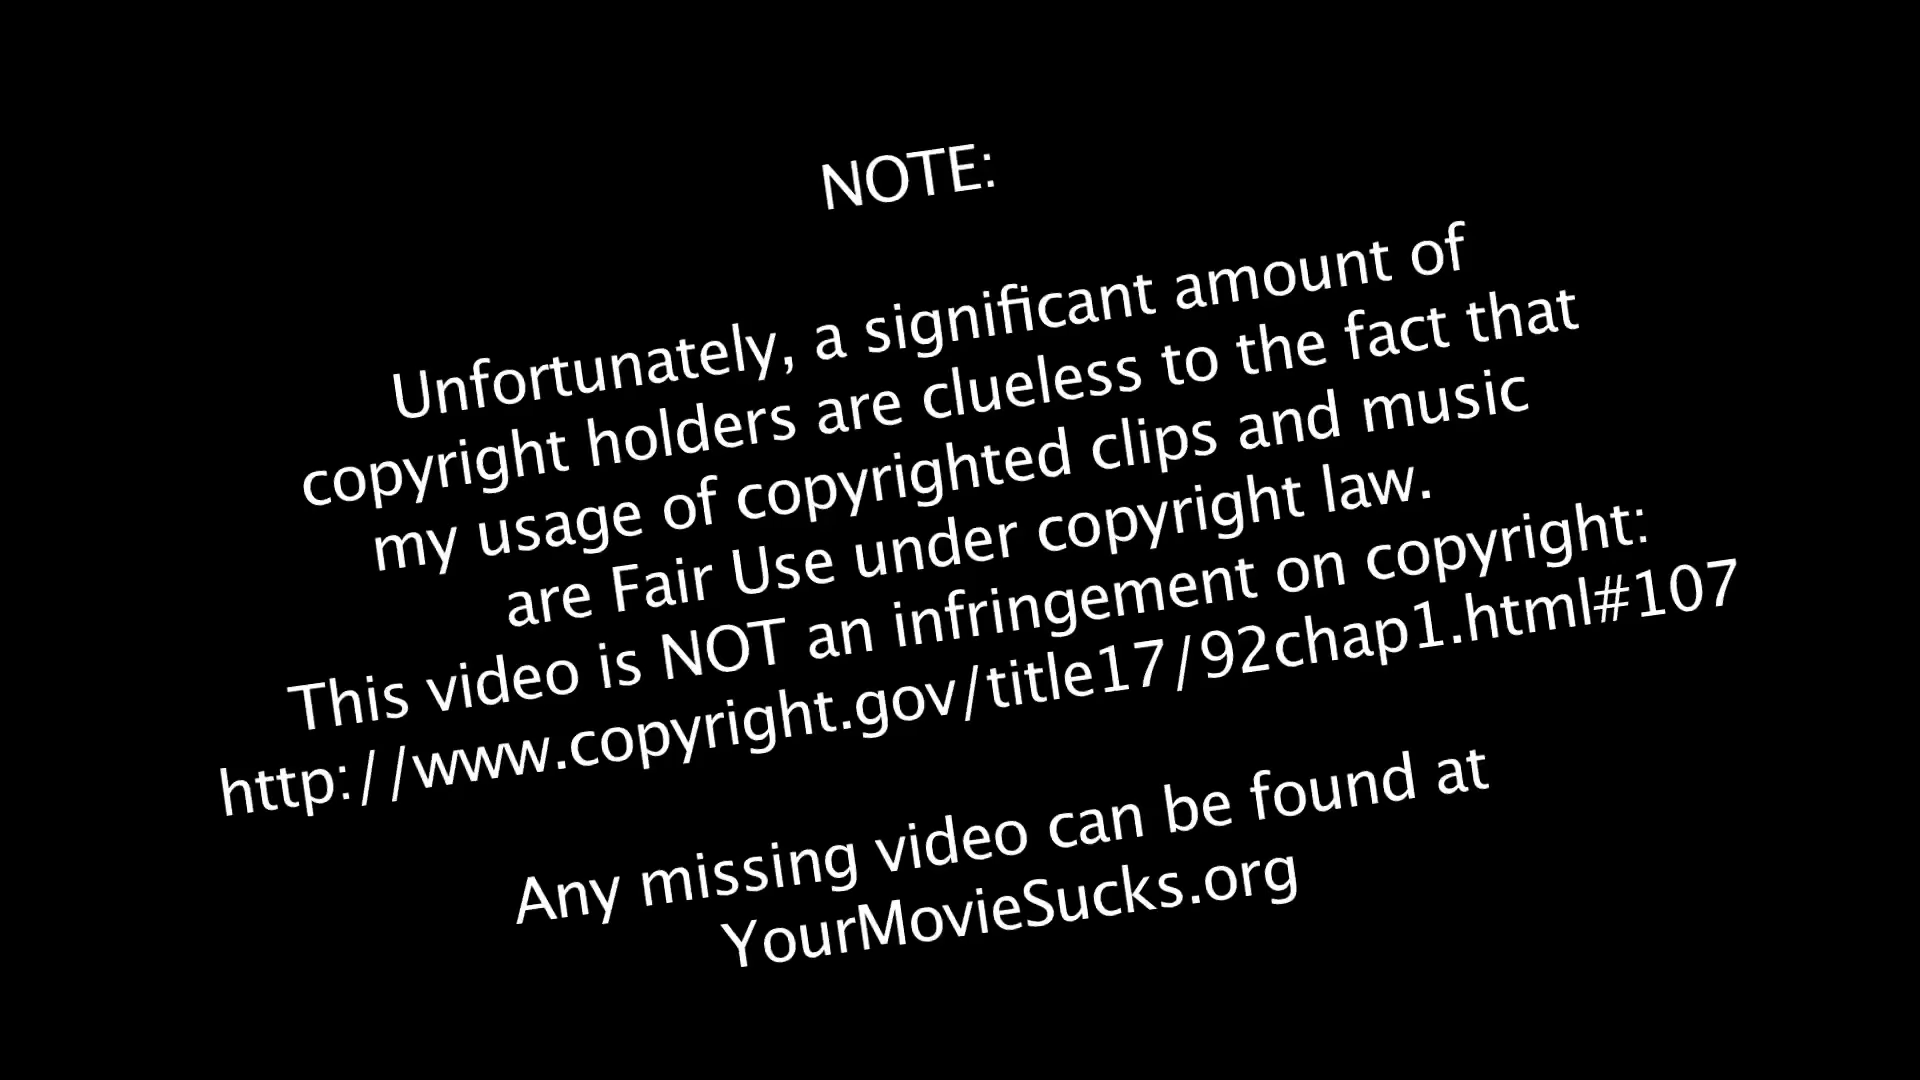 NOTE:
Unfortunately, a significant amount of
copyright holders are clueless to the fact that
my usage of copyrighted clips and music
are Fair Use under copyright law.
This video is NOT an infringement on copyright:
http://www.copyright.gov/title17/92chap1.html#107
Any missing video can be found at
YourMovieSucks.org